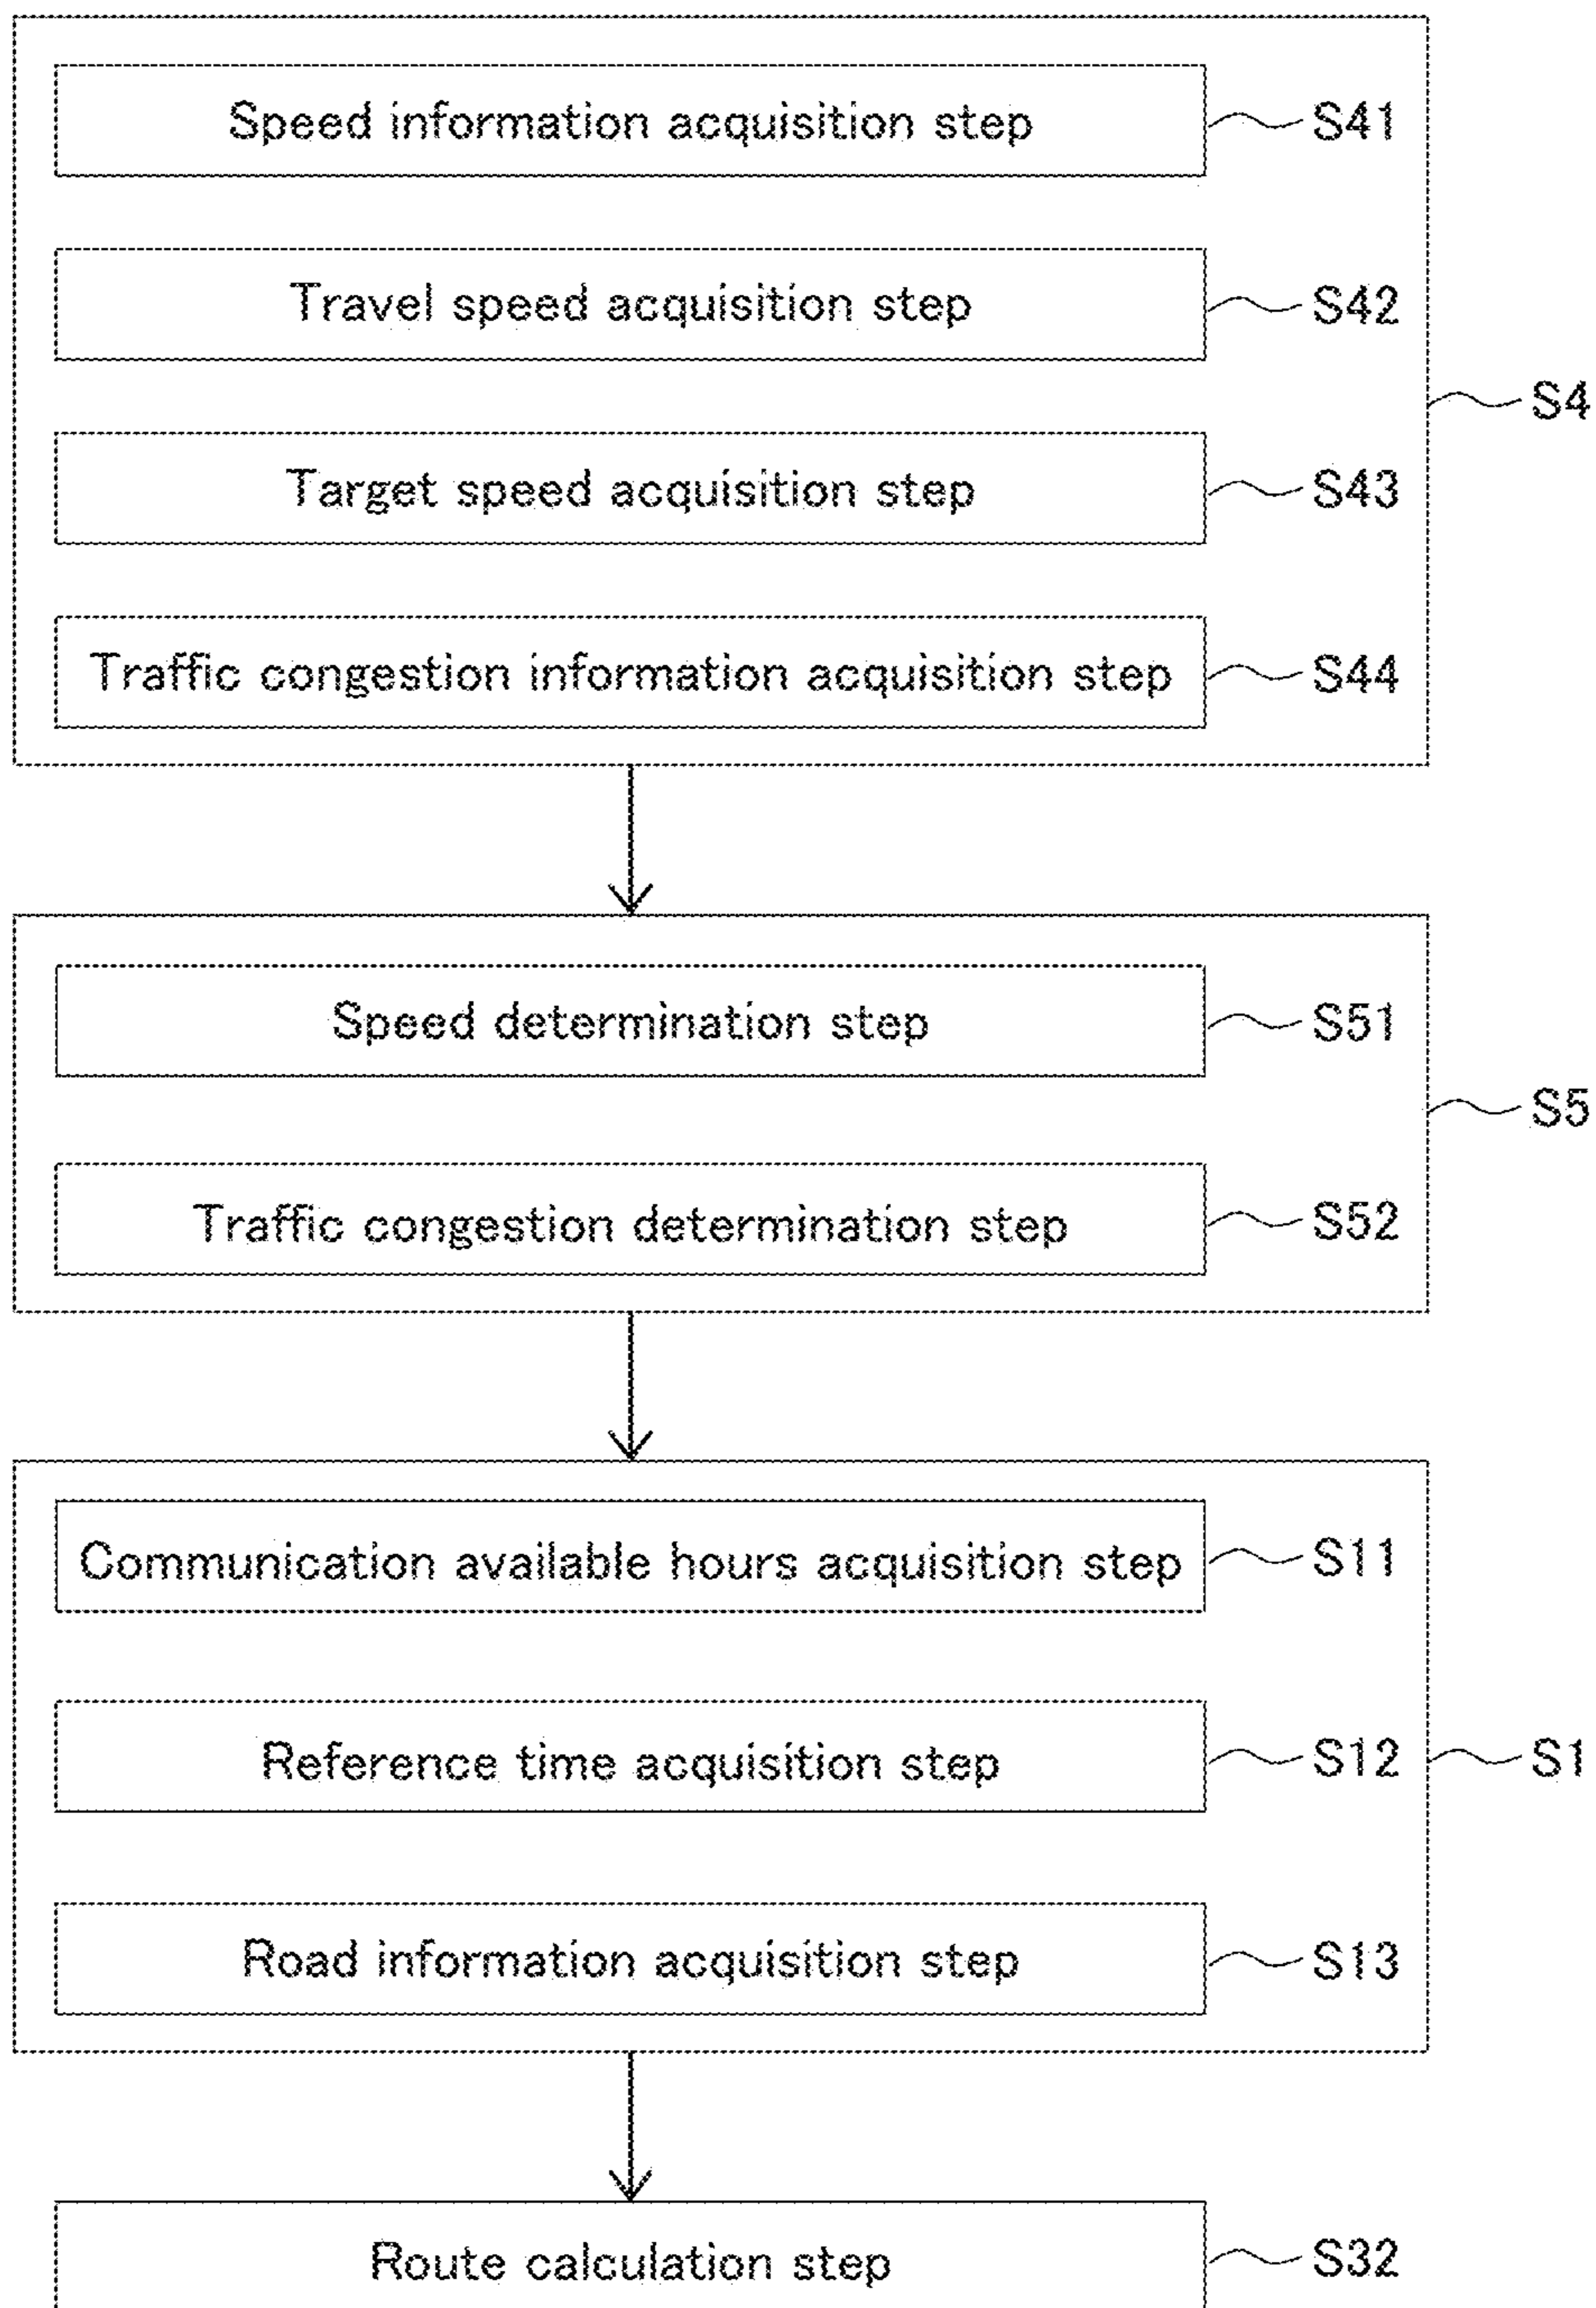 Speed information acquisition step S41
Travel speed acquisition step S42
S4
Target speed acquisition step S43
Traffic congestion information acquisition step S44
Speed determination step S51
S5
Traffic congestion determination step S52
Communication available hours acquisition step S11
Reference time acquisition step S12 S1
Road information acquisition step S13
Route calculation step S32